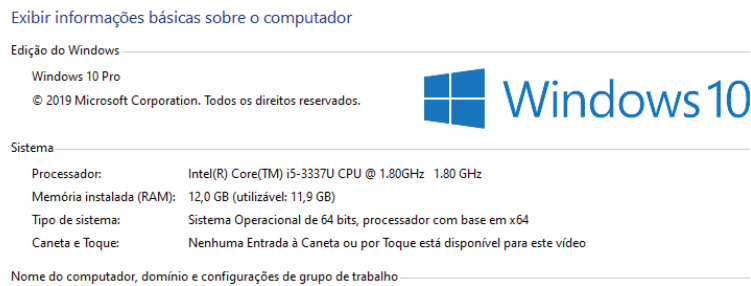 Exibir informações básicas sobre o computador
Edição do Windows
Windows 10 Pro
© 2019 Microsoft Corporation. Todos os direitos reservados.
Windows 10
Sistema
Processador: Intel(R) Core(TM) i5-3337U CPU @ 1.80GHz 1.80 GHz
Memória instalada (RAM): 12,0 GB (utilizável: 11,9 GB)
Tipo de sistema: Sistema Operacional de 64 bits, processador com base em x64
Caneta e Toque: Nenhuma Entrada à Caneta ou por Toque está disponível para este vídeo
Nome do computador, domínio e configurações de grupo de trabalho